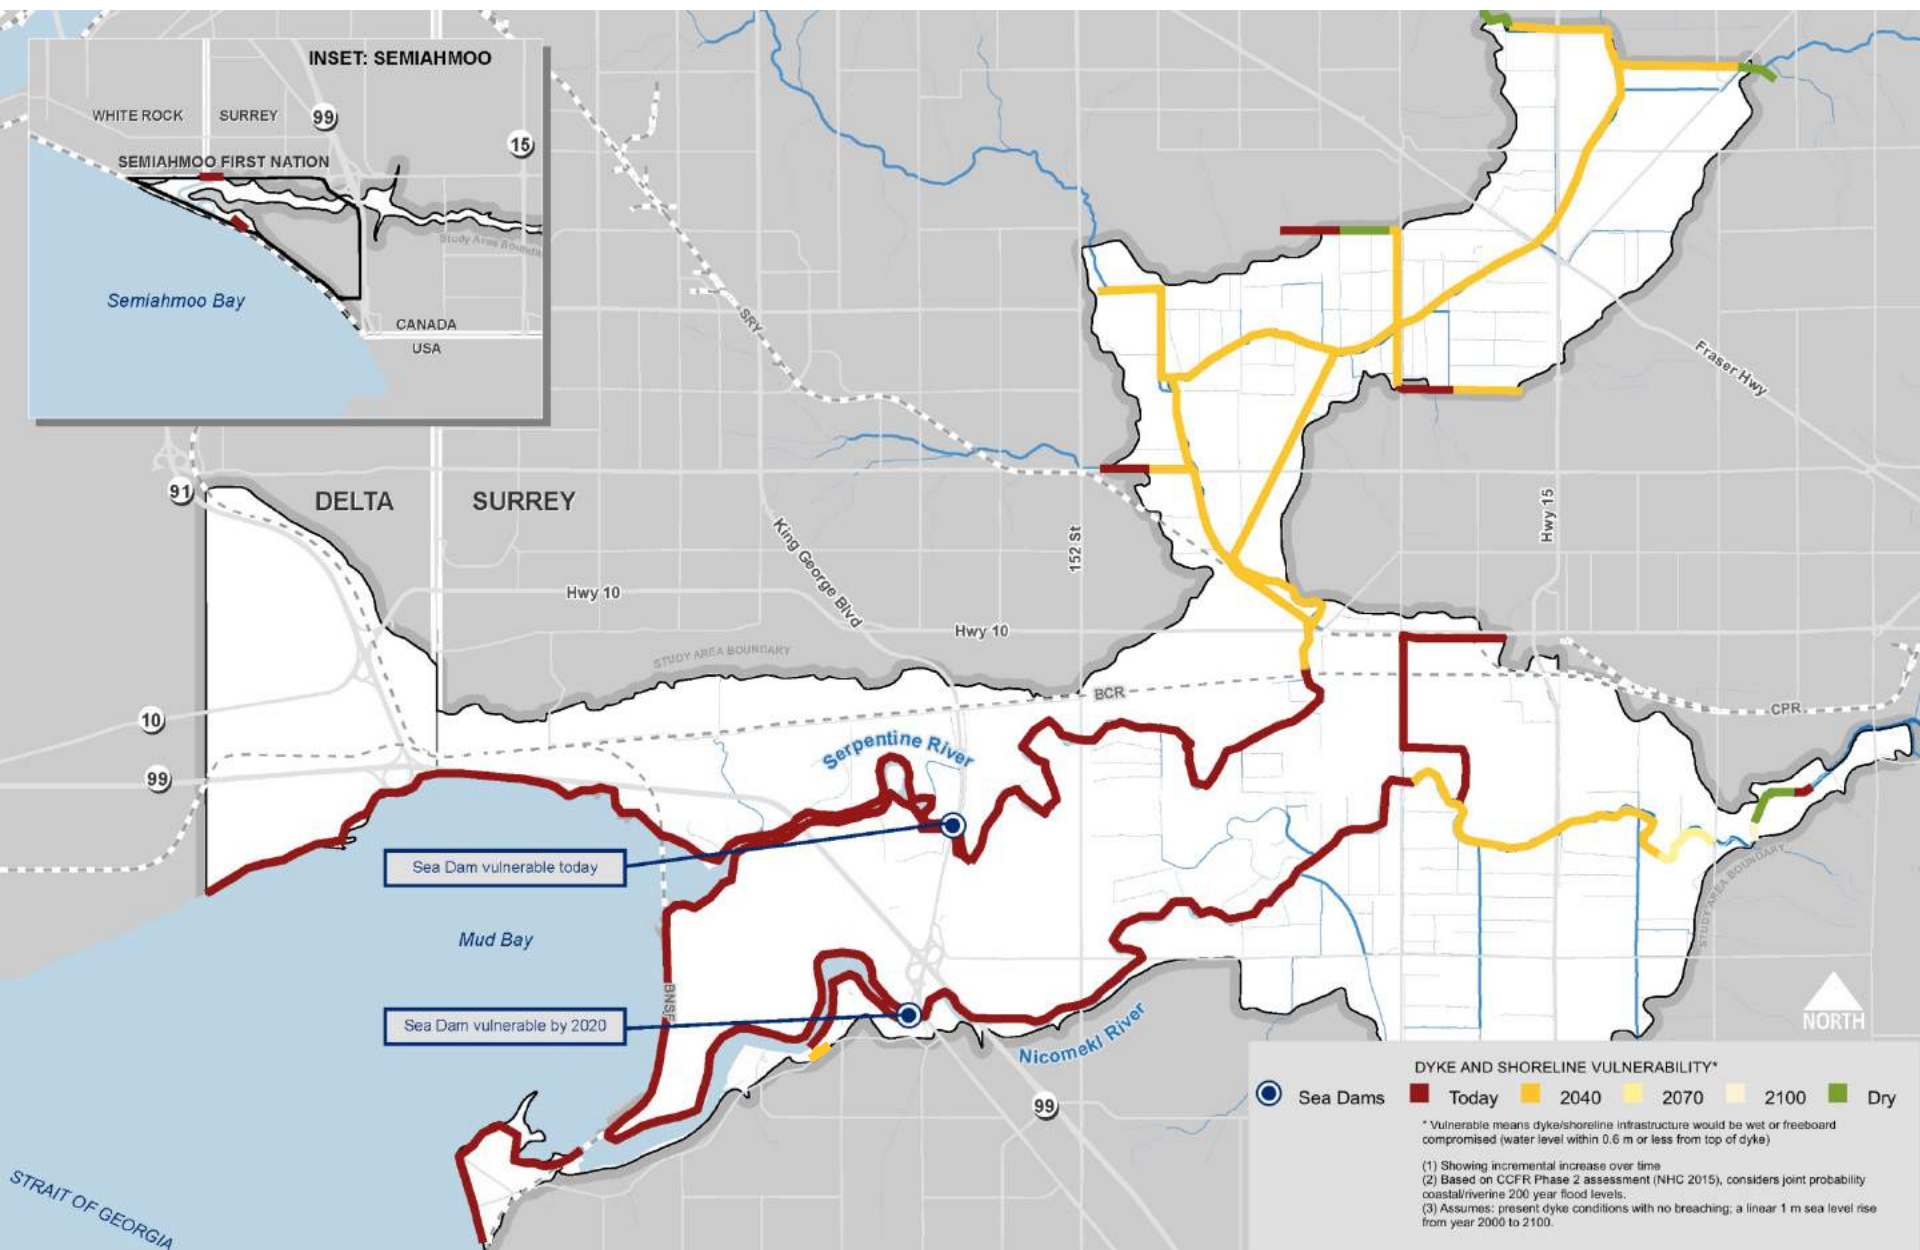 INSET: SEMIAHMOO
WHITE ROCK
SURREY
99
15
SEMIAHMOO FIRST NATION
Study Area Bounda
Semiahmoo Bay
CANADA
USA
SRY
Fraser Hwy
91
DELTA
SURREY
King George Blvd
152 St
Hwy 15
Hwy 10
Hwy 10
STUDY AREA BOUNDARY
BCR
CPR
10
Serpentine River
99
Sea Dam vulnerable today
STUDY AREA BOUNDARY
Mud Bay
BNSF
Sea Dam vulnerable by 2020
Nicomekl River
NORTH
99
STRAIT OF GEORGIA
DYKE AND SHORELINE VULNERABILITY*
Sea Dams Today 2040 2070 2100 Dry
* Vulnerable means dyke/shoreline infrastructure would be wet or freeboard
compromised (water level within 0.6 m or less from top of dyke)
(1) Showing incremental increase over time
(2) Based on CCFR Phase 2 assessment (NHC 2015), considers joint probability
coastal/riverine 200 year flood levels.
(3) Assumes: present dyke conditions with no breaching; a linear 1 m sea level rise
from year 2000 to 2100.